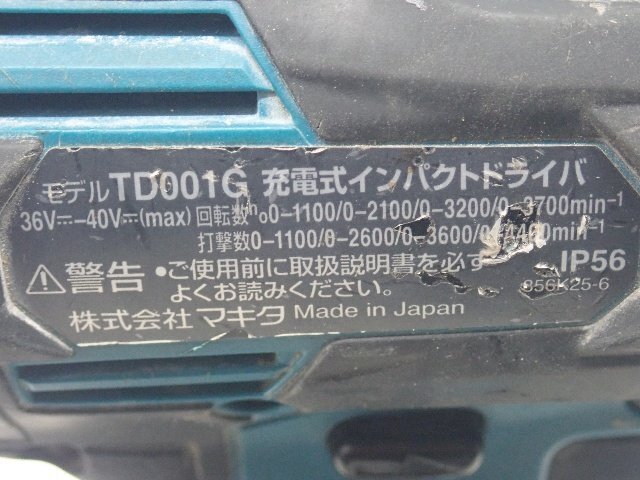 モデルTD001G 充電式インパクトドライバ
36V⎓-40V⎓(max) 回転数n₀0-1100/0-2100/0-3200/0-3700min⁻¹
打撃数0-1100/0-2600/0-3600/0-4400min⁻¹
⚠警告 •ご使用前に取扱説明書を必ず IP56
よくお読みください。 856K25-6
株式会社 マキタ Made in Japan